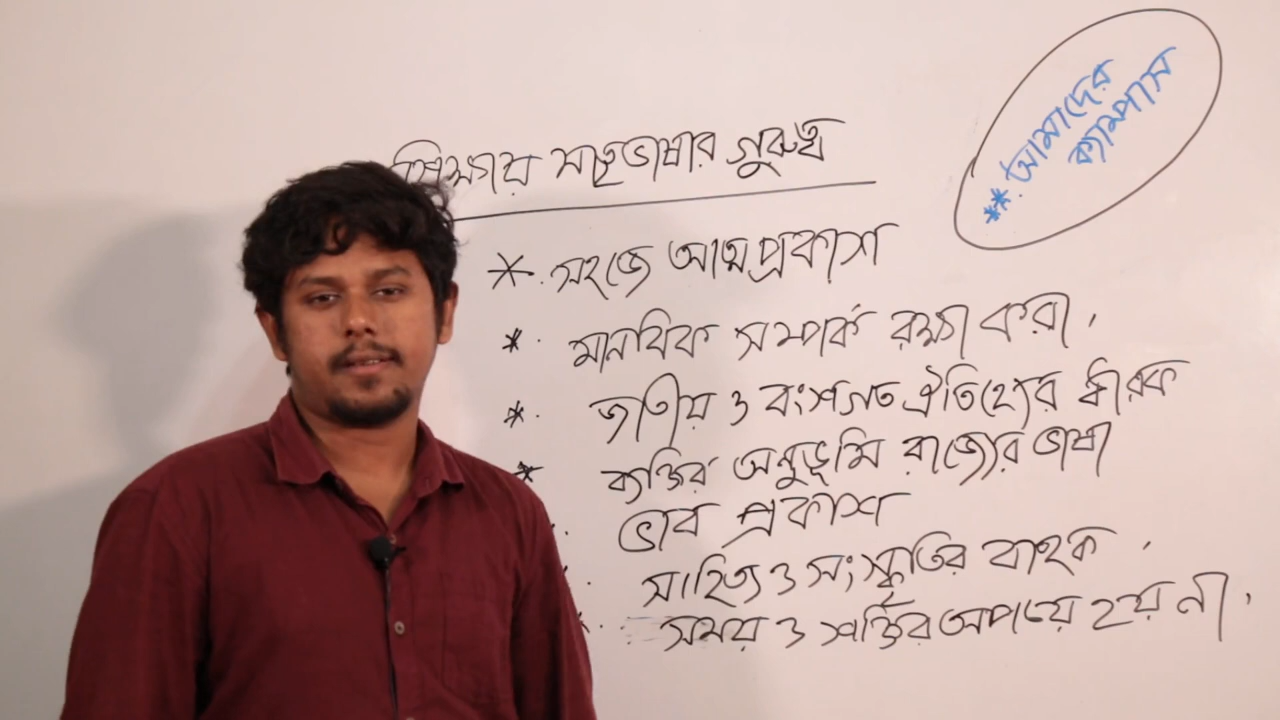 শিক্ষায় মাতৃভাষার গুরুত্ব
* সহজে আত্মপ্রকাশ
* মানবিক সম্পর্ক রক্ষা করা,
* জাতীয় ও বংশগত ঐতিহ্যের ধারক
* ব্যক্তির অনুভূমি রাজ্যের ভাষা
ভাব প্রকাশ
সাহিত্য ও সংস্কৃতির বাহক,
সময় ও শক্তির অপচয় হয় না,
**. আমাদের
ক্যাম্পাস